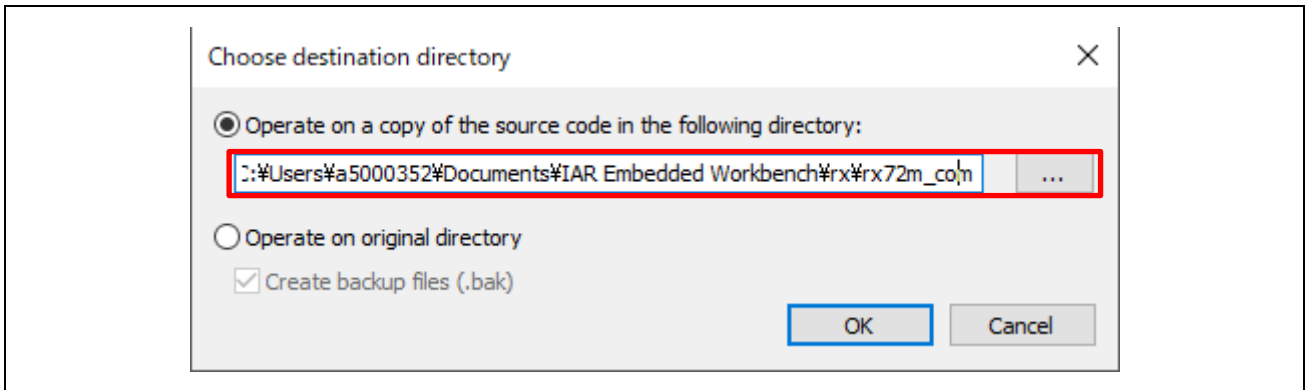 Choose destination directory
Operate on a copy of the source code in the following directory:
:¥Users¥a5000352¥Documents¥IAR Embedded Workbench¥rx¥rx72m_com
...
Operate on original directory
Create backup files (.bak)
OK
Cancel